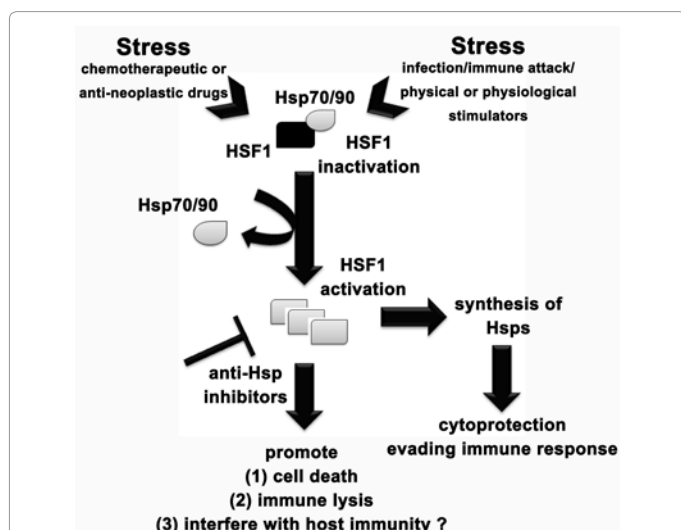 Stress
chemotherapeutic or
anti-neoplastic drugs
Stress
infection/immune attack/
physical or physiological
stimulators
Hsp70/90
HSF1
HSF1
inactivation
Hsp70/90
HSF1
activation
synthesis of
Hsps
anti-Hsp
inhibitors
cytoprotection
evading immune response
promote
(1) cell death
(2) immune lysis
(3) interfere with host immunity ?